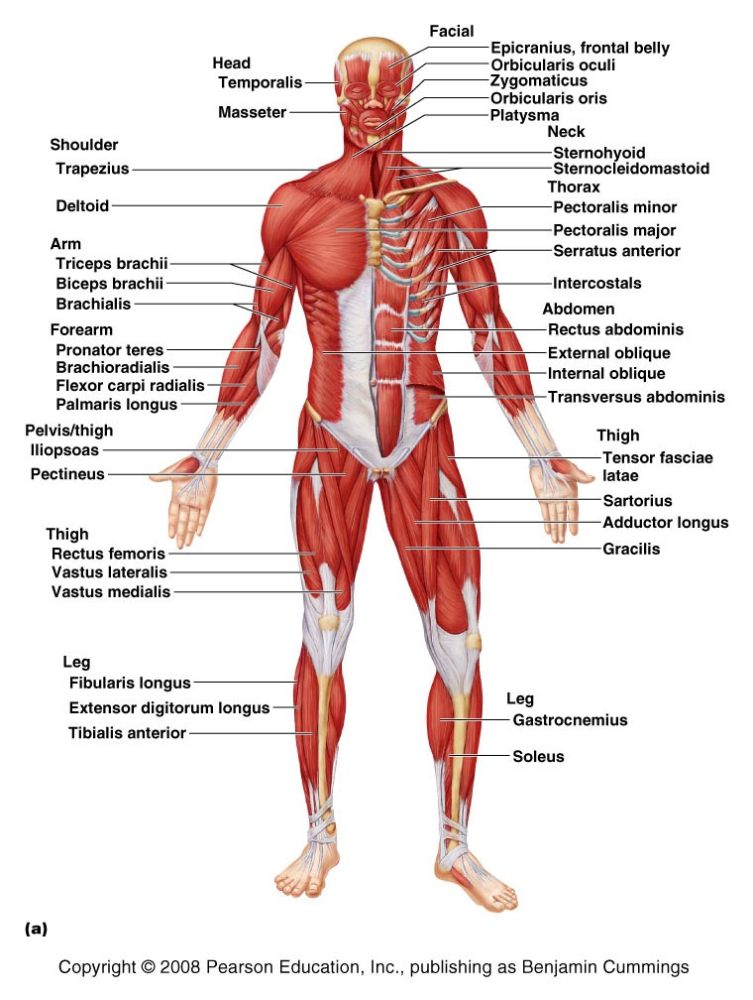 Facial
Epicranius, frontal belly
Orbicularis oculi
Zygomaticus
Orbicularis oris
Platysma
Neck
Sternohyoid
Sternocleidomastoid
Thorax
Pectoralis minor
Pectoralis major
Serratus anterior
Intercostals
Abdomen
Rectus abdominis
External oblique
Internal oblique
Transversus abdominis
Thigh
Tensor fasciae
latae
Sartorius
Adductor longus
Gracilis
Leg
Gastrocnemius
Soleus
Head
Temporalis
Masseter
Shoulder
Trapezius
Deltoid
Arm
Triceps brachii
Biceps brachii
Brachialis
Forearm
Pronator teres
Brachioradialis
Flexor carpi radialis
Palmaris longus
Pelvis/thigh
Iliopsoas
Pectineus
Thigh
Rectus femoris
Vastus lateralis
Vastus medialis
Leg
Fibularis longus
Extensor digitorum longus
Tibialis anterior
(a)
Copyright © 2008 Pearson Education, Inc., publishing as Benjamin Cummings